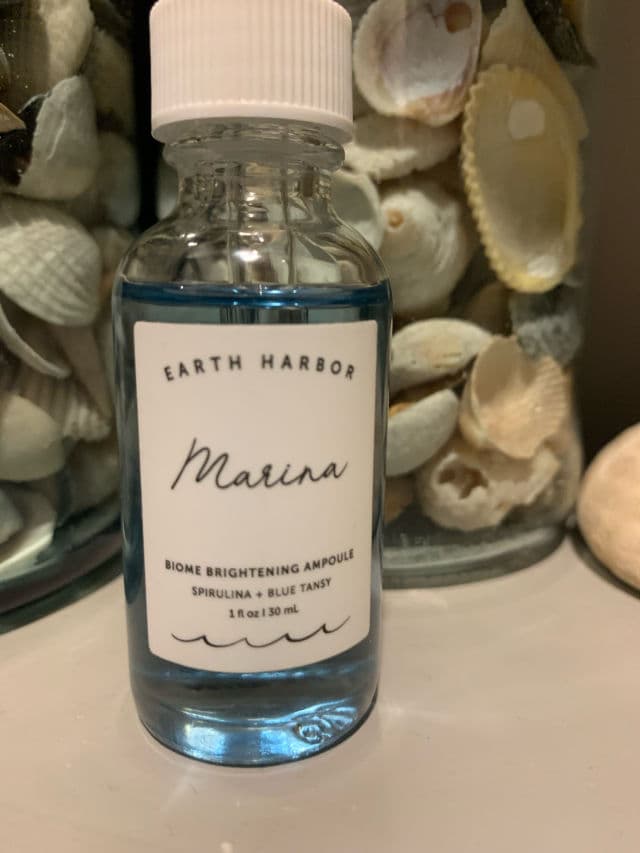 EARTH HARBOR
Marina
BIOME BRIGHTENING AMPOULE
SPIRULINA + BLUE TANSY
1 fl oz | 30 mL